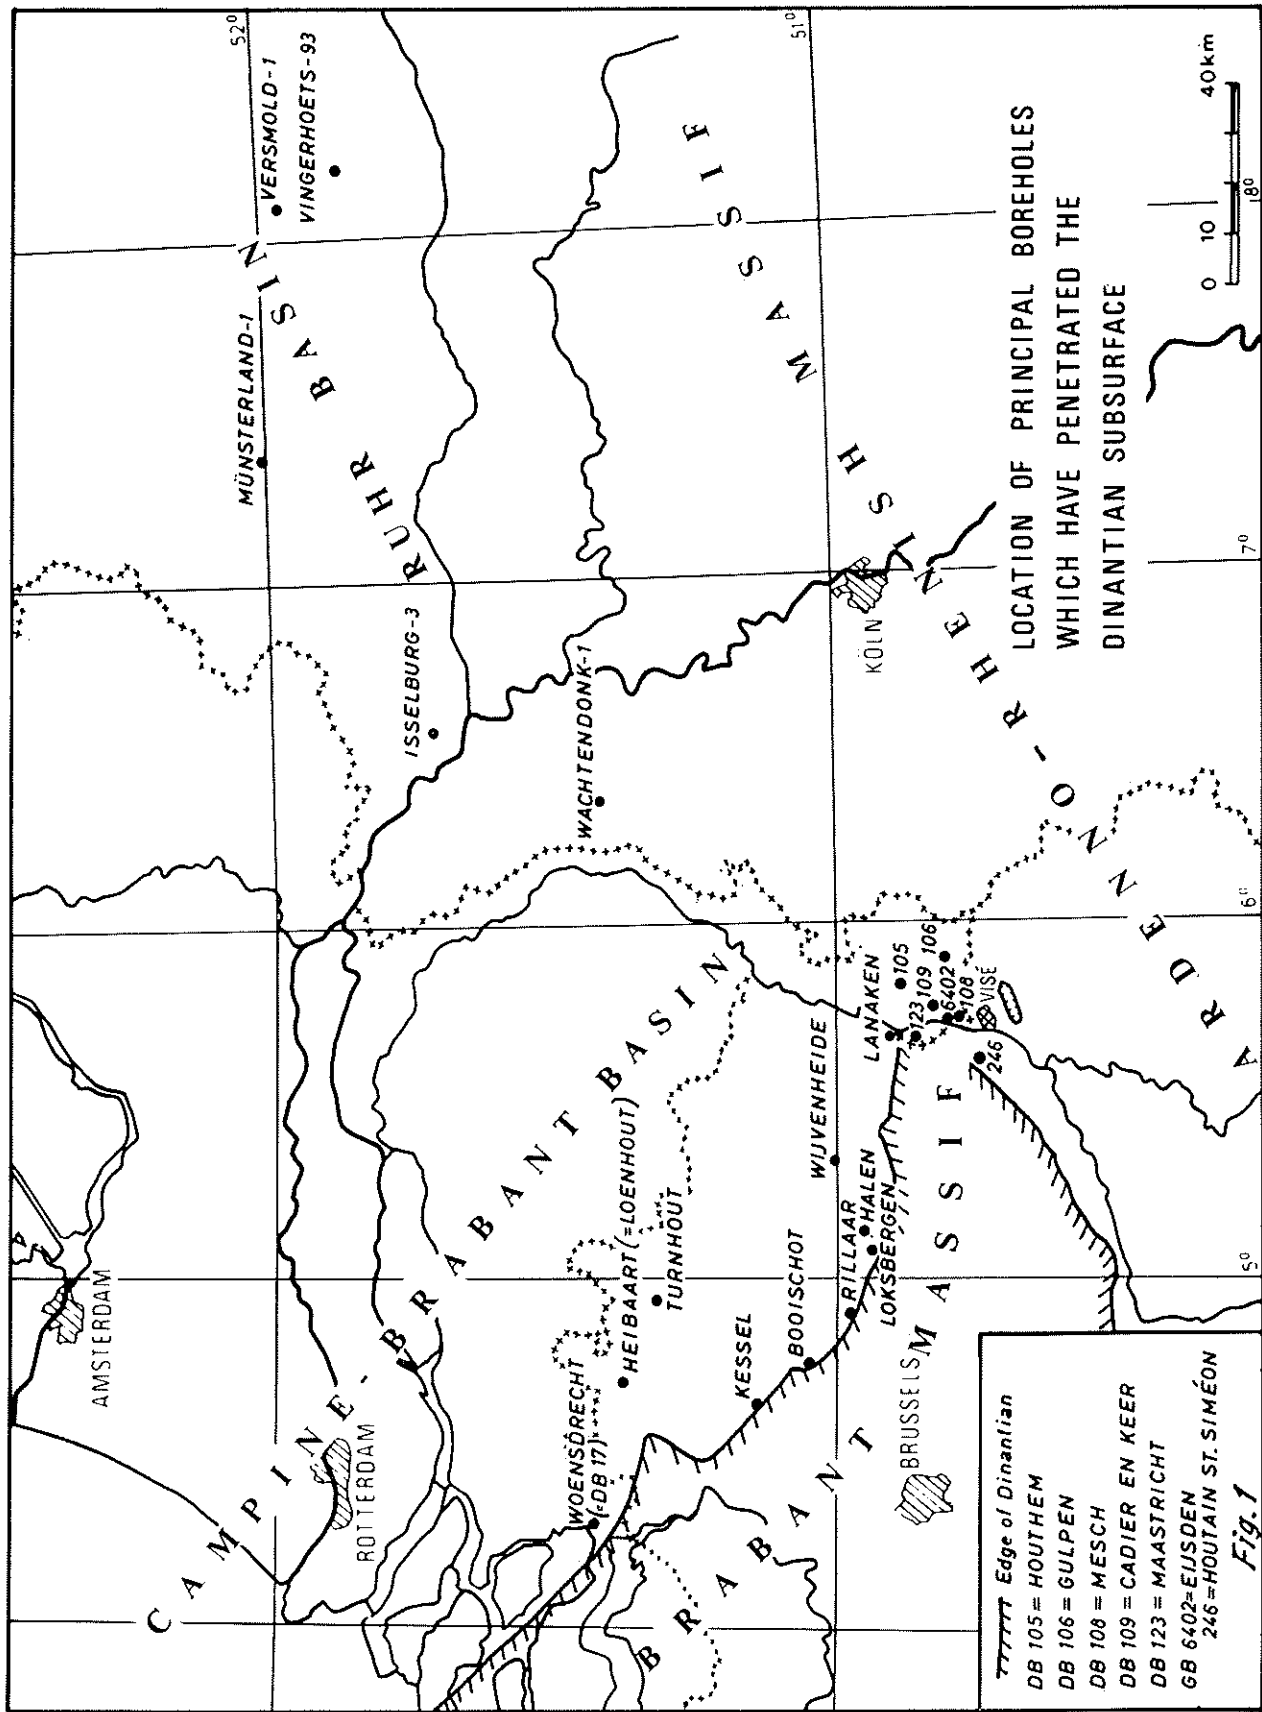 52°
51°
VERSMOLD-1
VINGERHOETS-93
MÜNSTERLAND-1
RUHR BASIN
ISSELBURG-3
WACHTENDONK-1
KÖLN
ARDENNO-RHENISH MASSIF
AMSTERDAM
ROTTERDAM
CAMPINE-BRABANT BASIN
WOENSDRECHT
(=DB 17)
HEIBAART(=LOENHOUT)
TURNHOUT
KESSEL
BOOISCHOT
RILLAAR
HALEN
LOKSBERGEN
WIJVENHEIDE
LANAKEN
105
106
109
123
6402
108
VISÉ
246
BRUSSELS
BRABANT MASSIF
5°
6°
7°
8°
LOCATION OF PRINCIPAL BOREHOLES
WHICH HAVE PENETRATED THE
DINANTIAN SUBSURFACE
0 10 40km
Edge of Dinantian
DB 105 = HOUTHEM
DB 106 = GULPEN
DB 108 = MESCH
DB 109 = CADIER EN KEER
DB 123 = MAASTRICHT
GB 6402 = EIJSDEN
246 = HOUTAIN ST. SIMÉON
Fig. 1